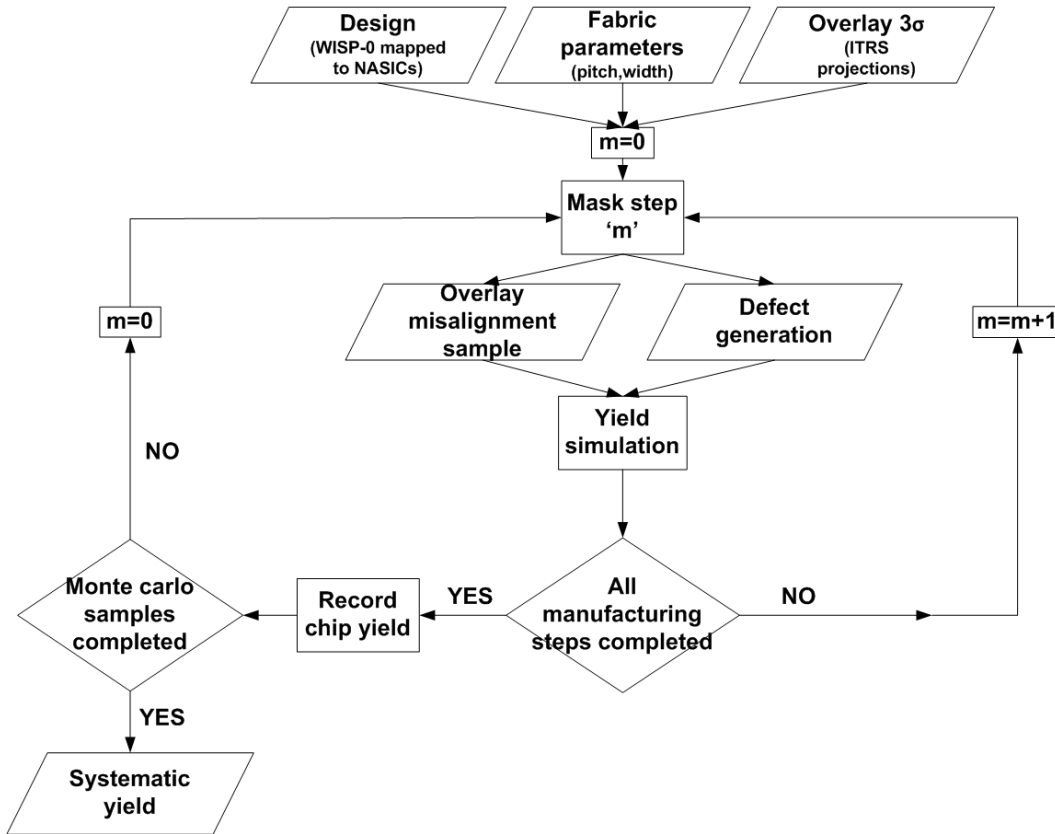 Design
(WISP-0 mapped
to NASICs)
Fabric
parameters
(pitch,width)
Overlay 3σ
(ITRS
projections)
m=0
Mask step
‘m’
Overlay
misalignment
sample
Defect
generation
m=0
m=m+1
Yield
simulation
NO
Monte carlo
samples
completed
Record
chip yield
YES
All
manufacturing
steps completed
NO
YES
Systematic
yield